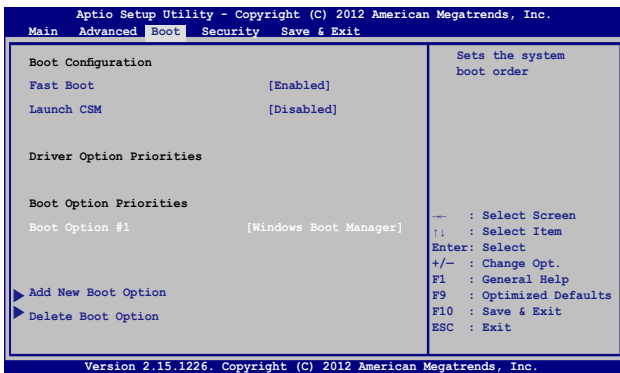 Aptio Setup Utility - Copyright (C) 2012 American Megatrends, Inc.
Main Advanced Boot Security Save & Exit
Boot Configuration
Fast Boot [Enabled]
Launch CSM [Disabled]
Driver Option Priorities
Boot Option Priorities
Boot Option #1 [Windows Boot Manager]
Add New Boot Option
Delete Boot Option
Sets the system
boot order
→← : Select Screen
↑↓ : Select Item
Enter: Select
+/— : Change Opt.
F1 : General Help
F9 : Optimized Defaults
F10 : Save & Exit
ESC : Exit
Version 2.15.1226. Copyright (C) 2012 American Megatrends, Inc.